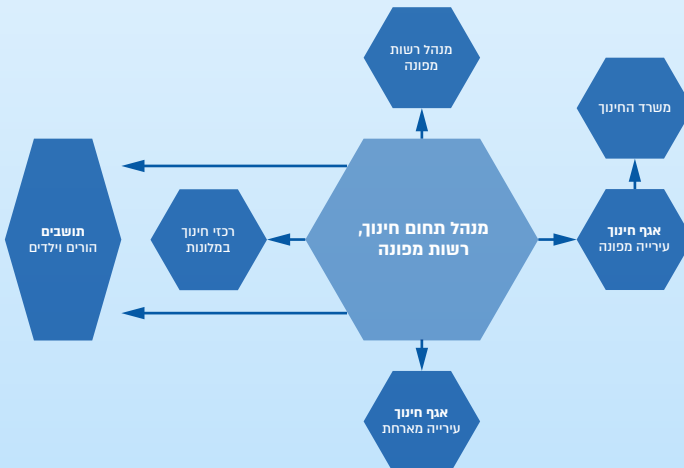 מנהל רשות
מפונה
משרד החינוך
מנהל תחום חינוך,
רשות מפונה
אגף חינוך
עירייה מפונה
רכזי חינוך
במלונות
תושבים
הורים וילדים
אגף חינוך
עירייה מארחת